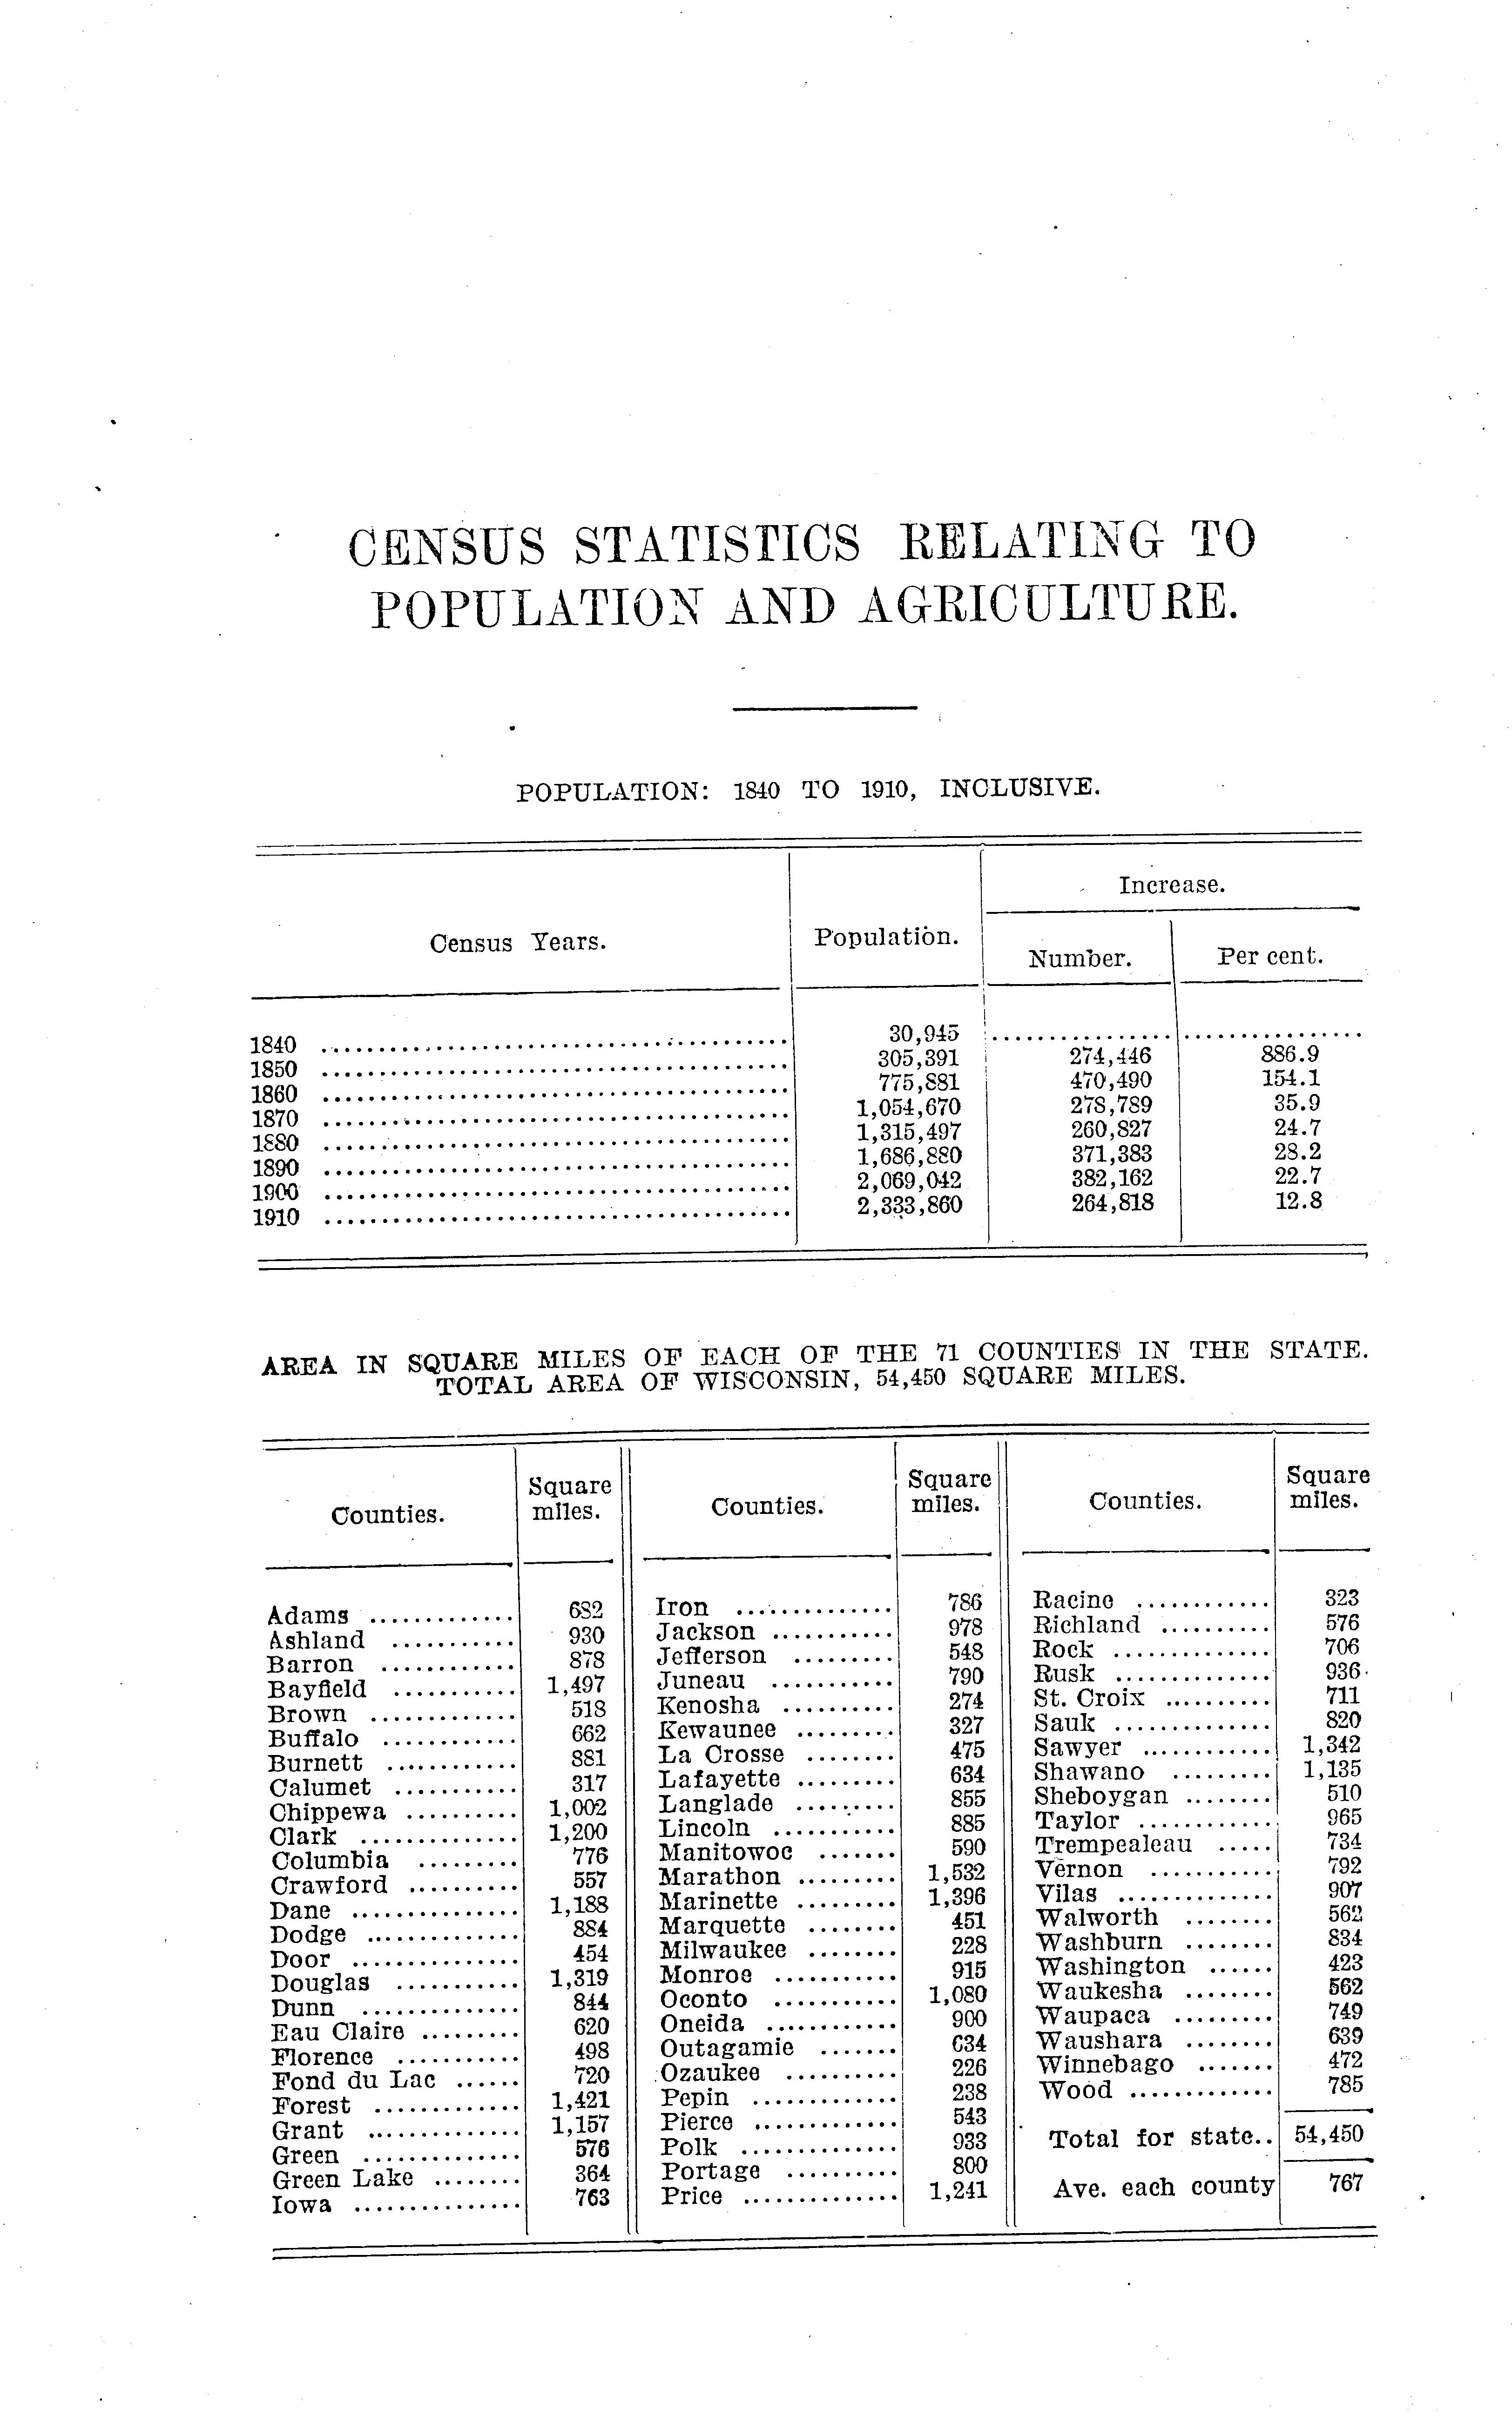 CENSUS STATISTICS RELATING TO
POPULATION AND AGRICULTURE.
POPULATION: 1840 TO 1910, INCLUSIVE.
Census Years. Population. Increase.
Number. Per cent.
1840 ........ 30,945 ........ ........
1850 ........ 305,391 274,446 886.9
1860 ........ 775,881 470,490 154.1
1870 ........ 1,054,670 278,789 35.9
1880 ........ 1,315,497 260,827 24.7
1890 ........ 1,686,880 371,383 28.2
1900 ........ 2,069,042 382,162 22.7
1910 ........ 2,333,860 264,818 12.8
AREA IN SQUARE MILES OF EACH OF THE 71 COUNTIES IN THE STATE.
TOTAL AREA OF WISCONSIN, 54,450 SQUARE MILES.
Counties. Square miles. Counties. Square miles. Counties. Square miles.
Adams ........ 682 Iron ........ 786 Racine ........ 323
Ashland ........ 930 Jackson ........ 978 Richland ........ 576
Barron ........ 878 Jefferson ........ 548 Rock ........ 706
Bayfield ........ 1,497 Juneau ........ 790 Rusk ........ 936
Brown ........ 518 Kenosha ........ 274 St. Croix ........ 711
Buffalo ........ 662 Kewaunee ........ 327 Sauk ........ 820
Burnett ........ 881 La Crosse ........ 475 Sawyer ........ 1,342
Calumet ........ 317 Lafayette ........ 634 Shawano ........ 1,135
Chippewa ........ 1,002 Langlade ........ 855 Sheboygan ........ 510
Clark ........ 1,200 Lincoln ........ 885 Taylor ........ 965
Columbia ........ 776 Manitowoc ........ 590 Trempealeau ..... 734
Crawford ........ 557 Marathon ........ 1,532 Vernon ........ 792
Dane ........ 1,188 Marinette ........ 1,396 Vilas ........ 907
Dodge ........ 884 Marquette ........ 451 Walworth ........ 562
Door ........ 454 Milwaukee ........ 228 Washburn ........ 834
Douglas ........ 1,319 Monroe ........ 915 Washington ...... 423
Dunn ........ 844 Oconto ........ 1,080 Waukesha ........ 562
Eau Claire ........ 620 Oneida ........ 900 Waupaca ........ 749
Florence ........ 498 Outagamie ....... 634 Waushara ........ 639
Fond du Lac ...... 720 Ozaukee ........ 226 Winnebago ....... 472
Forest ........ 1,421 Pepin ........ 238 Wood ........ 785
Grant ........ 1,157 Pierce ........ 543
Green ........ 576 Polk ........ 933 Total for state.. 54,450
Green Lake ........ 364 Portage ........ 800
Iowa ........ 763 Price ........ 1,241 Ave. each county 767